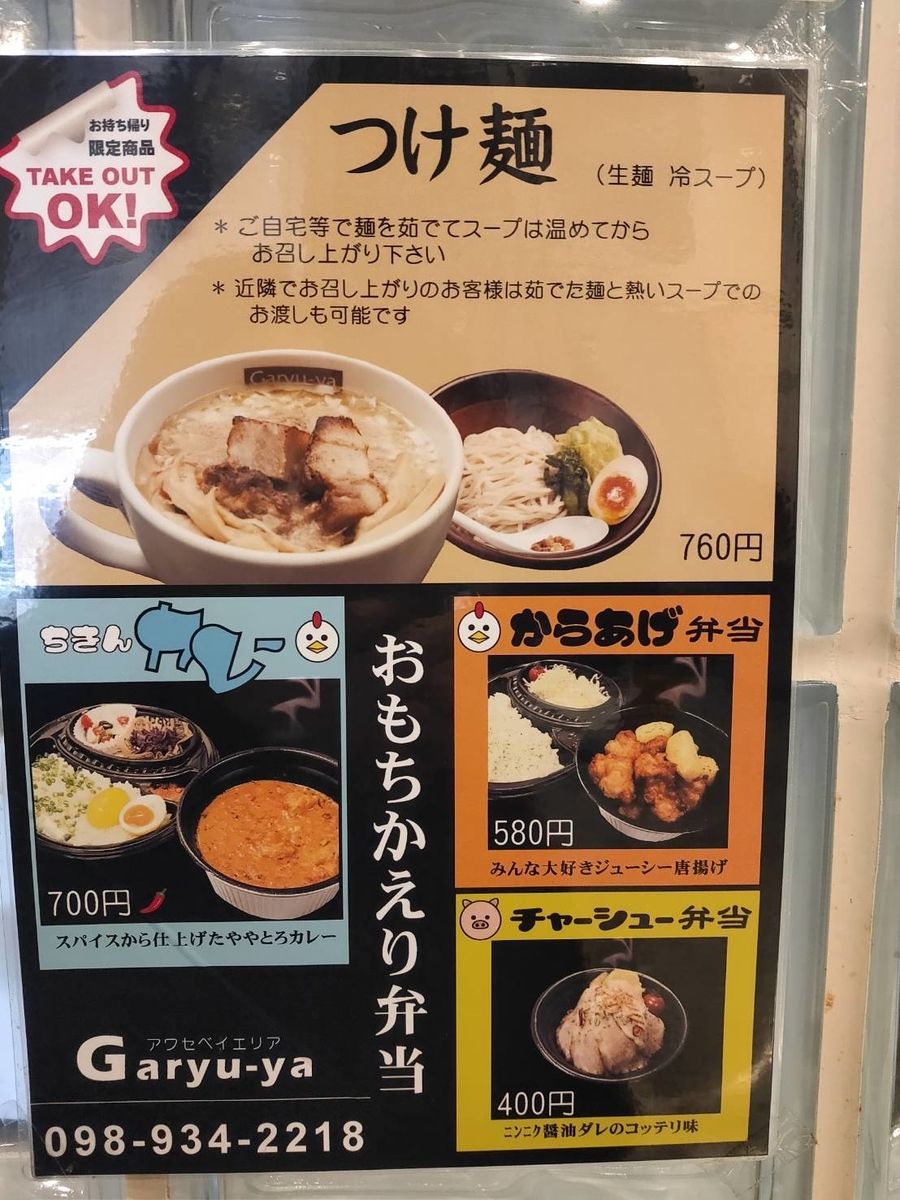 お持ち帰り
限定商品
TAKE OUT
OK!
つけ麺
（生麺 冷スープ）
＊ご自宅等で麺を茹でてスープは温めてから
お召し上がり下さい
＊近隣でお召し上がりのお客様は茹でた麺と熱いスープでの
お渡しも可能です
Garyu-ya
760円
ちきんカレー
700円
スパイスから仕上げたややとろカレー
おもちかえり弁当
からあげ弁当
580円
みんな大好きジューシー唐揚げ
チャーシュー弁当
400円
ﾆﾝﾆｸ醤油ダレのコッテリ味
アワセベイエリア
Garyu-ya
098-934-2218